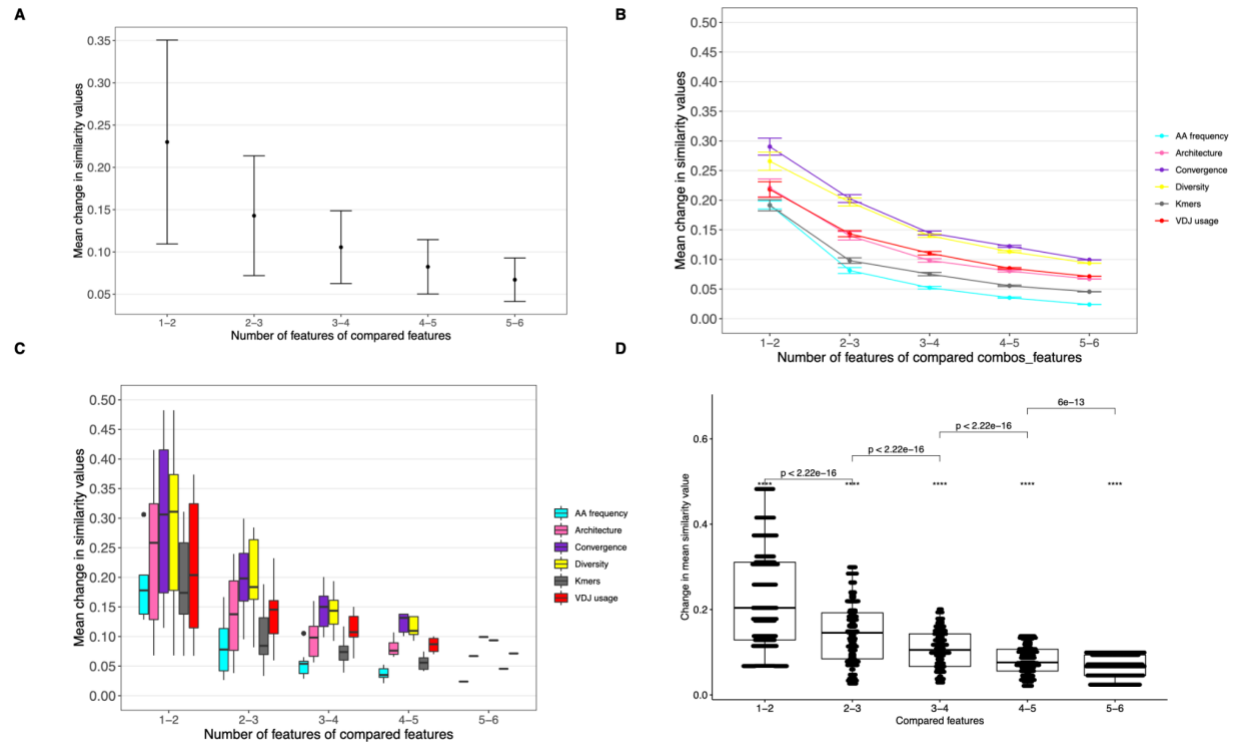 A
0.35
0.30
0.25
0.20
0.15
0.10
0.05
Mean change in similarity values
1–2
2–3
3–4
4–5
5–6
Number of features of compared features
B
0.50
0.45
0.40
0.35
0.30
0.25
0.20
0.15
0.10
0.05
0.00
Mean change in similarity values
1–2
2–3
3–4
4–5
5–6
Number of features of compared combos_features
AA frequency
Architecture
Convergence
Diversity
Kmers
VDJ usage
C
0.50
0.45
0.40
0.35
0.30
0.25
0.20
0.15
0.10
0.05
0.00
Mean change in similarity values
1–2
2–3
3–4
4–5
5–6
Number of features of compared features
AA frequency
Architecture
Convergence
Diversity
Kmers
VDJ usage
D
6e−13
p < 2.22e−16
p < 2.22e−16
p < 2.22e−16
**** **** **** **** ****
0.6
0.4
0.2
0.0
Change in mean similarity value
1–2
2–3
3–4
4–5
5–6
Compared features